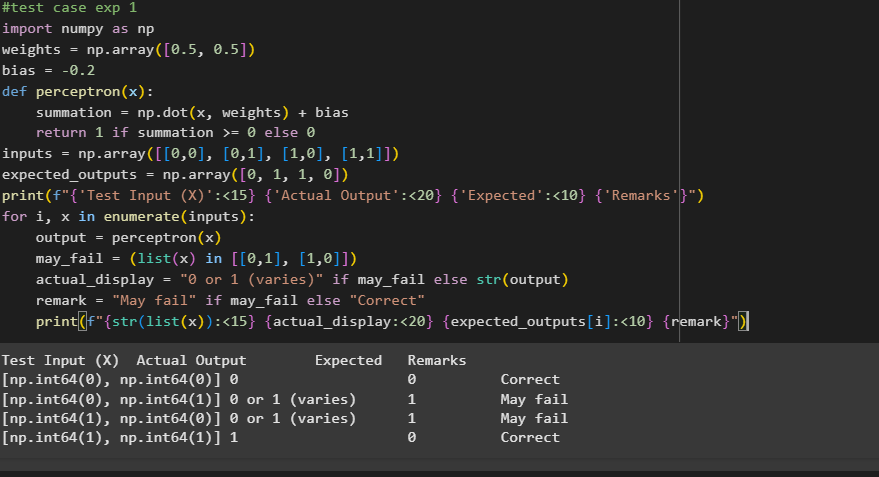 #test case exp 1
import numpy as np
weights = np.array([0.5, 0.5])
bias = -0.2
def perceptron(x):
    summation = np.dot(x, weights) + bias
    return 1 if summation >= 0 else 0
inputs = np.array([[0,0], [0,1], [1,0], [1,1]])
expected_outputs = np.array([0, 1, 1, 0])
print(f"{'Test Input (X)':<15} {'Actual Output':<20} {'Expected':<10} {'Remarks'}")
for i, x in enumerate(inputs):
    output = perceptron(x)
    may_fail = (list(x) in [[0,1], [1,0]])
    actual_display = "0 or 1 (varies)" if may_fail else str(output)
    remark = "May fail" if may_fail else "Correct"
    print(f"{str(list(x)):<15} {actual_display:<20} {expected_outputs[i]:<10} {remark}")
Test Input (X)  Actual Output        Expected   Remarks
[np.int64(0), np.int64(0)] 0                    0          Correct
[np.int64(0), np.int64(1)] 0 or 1 (varies)      1          May fail
[np.int64(1), np.int64(0)] 0 or 1 (varies)      1          May fail
[np.int64(1), np.int64(1)] 1                    0          Correct